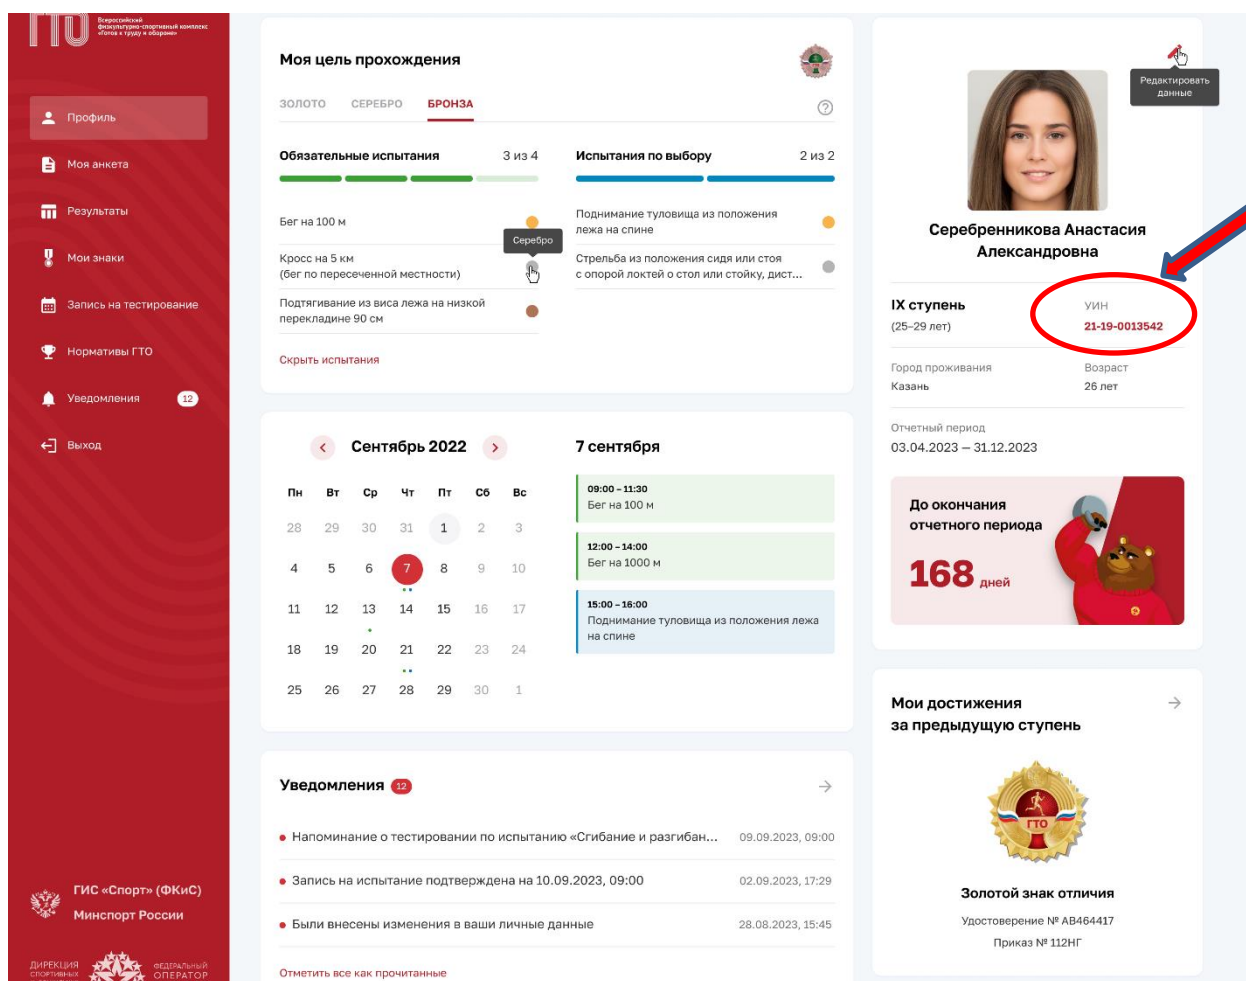 ГТО
Всероссийский
физкультурно-спортивный комплекс
«Готов к труду и обороне»
Профиль
Моя анкета
Результаты
Мои знаки
Запись на тестирование
Нормативы ГТО
Уведомления 12
Выход
ГИС «Спорт» (ФКиС)
Минспорт России
ДИРЕКЦИЯ
СПОРТИВНЫХ
ФЕДЕРАЛЬНЫЙ
ОПЕРАТОР
Моя цель прохождения
ЗОЛОТО СЕРЕБРО БРОНЗА
Обязательные испытания 3 из 4
Бег на 100 м
Серебро
Кросс на 5 км
(бег по пересеченной местности)
Подтягивание из виса лежа на низкой
перекладине 90 см
Скрыть испытания
Испытания по выбору 2 из 2
Поднимание туловища из положения
лежа на спине
Стрельба из положения сидя или стоя
с опорой локтей о стол или стойку, дист...
Сентябрь 2022
Пн Вт Ср Чт Пт Сб Вс
28 29 30 31 1 2 3
4 5 6 7 8 9 10
11 12 13 14 15 16 17
18 19 20 21 22 23 24
25 26 27 28 29 30 1
7 сентября
09:00 – 11:30
Бег на 100 м
12:00 – 14:00
Бег на 1000 м
15:00 – 16:00
Поднимание туловища из положения лежа
на спине
Уведомления 12
Напоминание о тестировании по испытанию «Сгибание и разгибан... 09.09.2023, 09:00
Запись на испытание подтверждена на 10.09.2023, 09:00 02.09.2023, 17:29
Были внесены изменения в ваши личные данные 28.08.2023, 15:45
Отметить все как прочитанные
Редактировать
данные
Серебренникова Анастасия
Александровна
IX ступень
(25–29 лет)
УИН
21-19-0013542
Город проживания
Казань
Возраст
26 лет
Отчетный период
03.04.2023 — 31.12.2023
До окончания
отчетного периода
168 дней
Мои достижения
за предыдущую ступень
ГТО
Золотой знак отличия
Удостоверение № АВ464417
Приказ № 112НГ